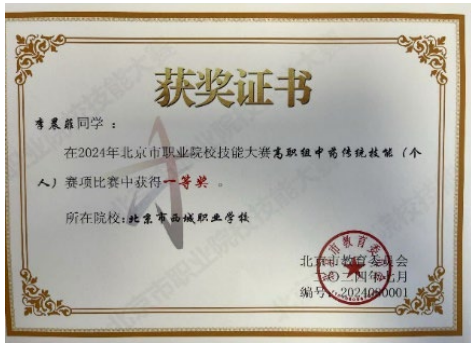 获奖证书
李晨菲同学：
在2024年北京市职业院校技能大赛高职组中药传统技能（个
人）赛项比赛中获得一等奖。
所在院校:北京市西城职业学校
北京市教育委员会
二〇二四年七月
编号：